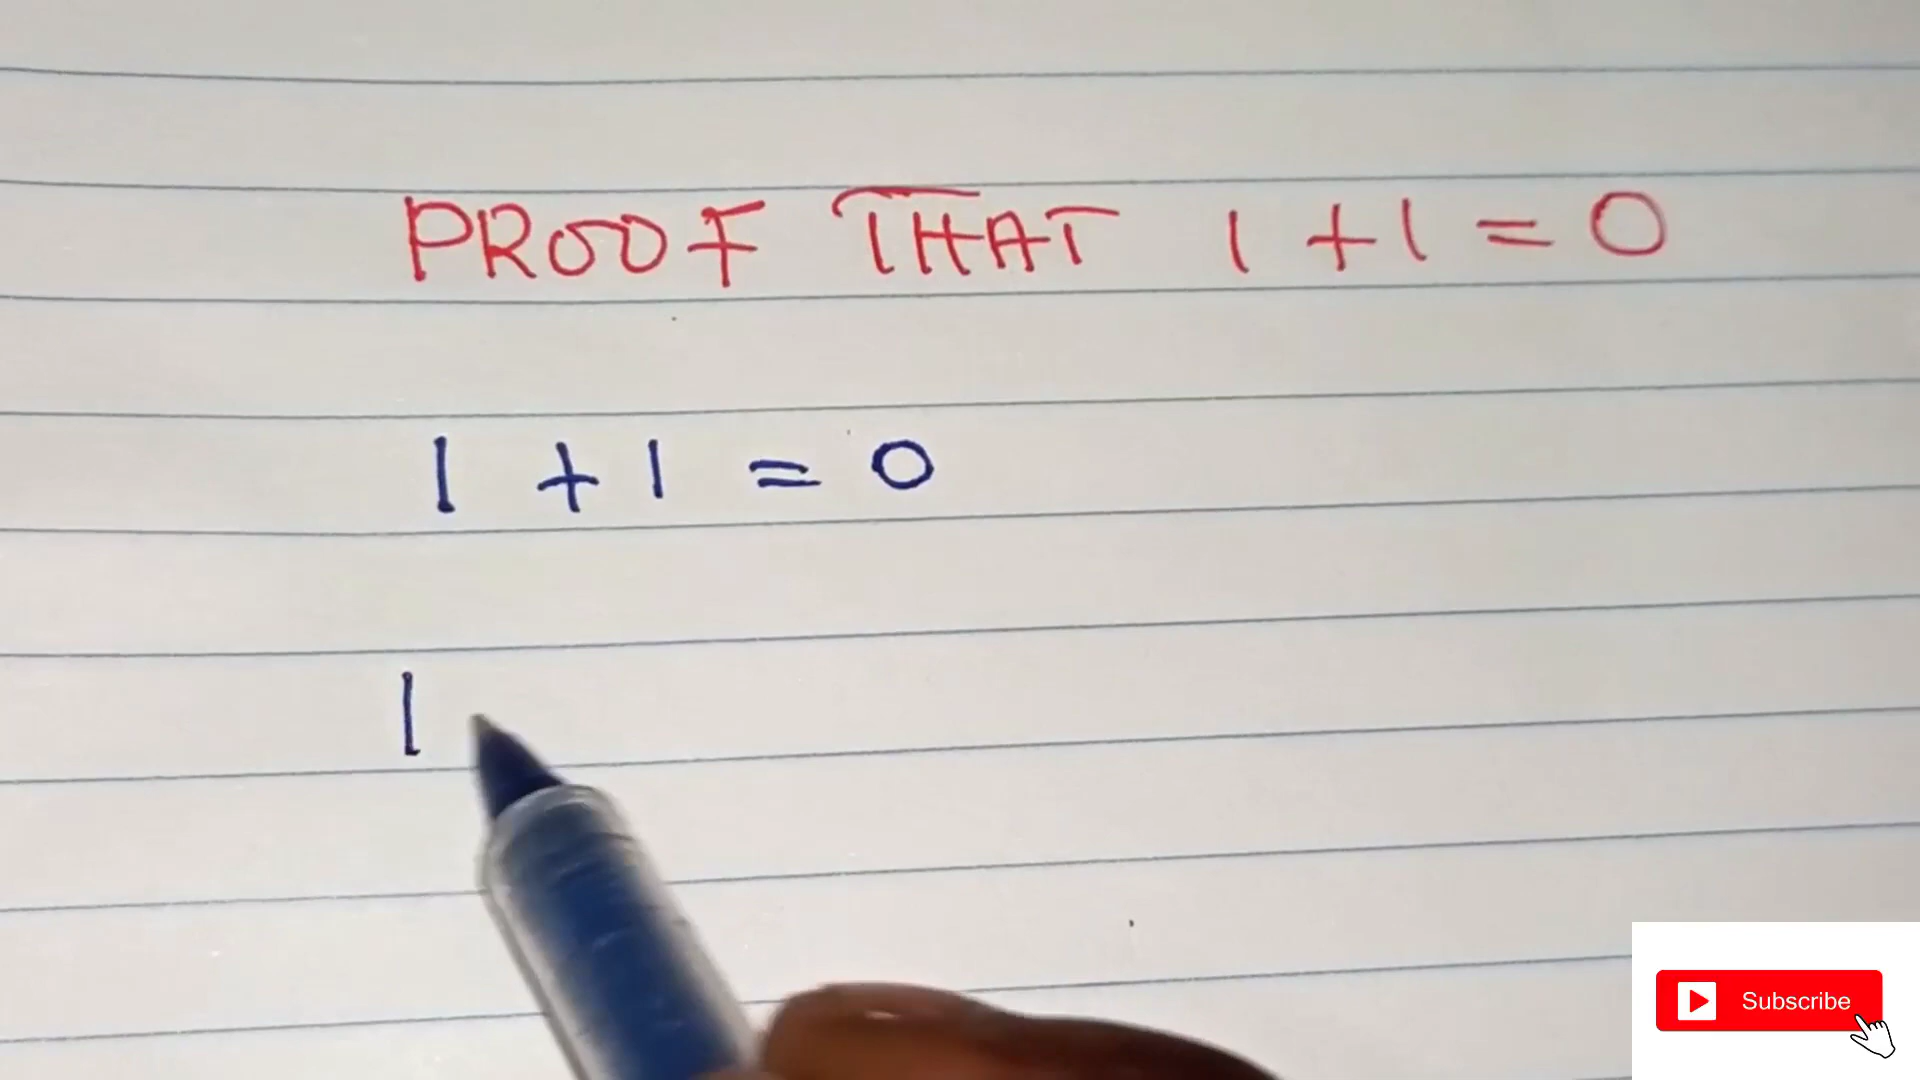 PROOF THAT 1 + 1 = 0
1 + 1 = 0
1
Subscribe